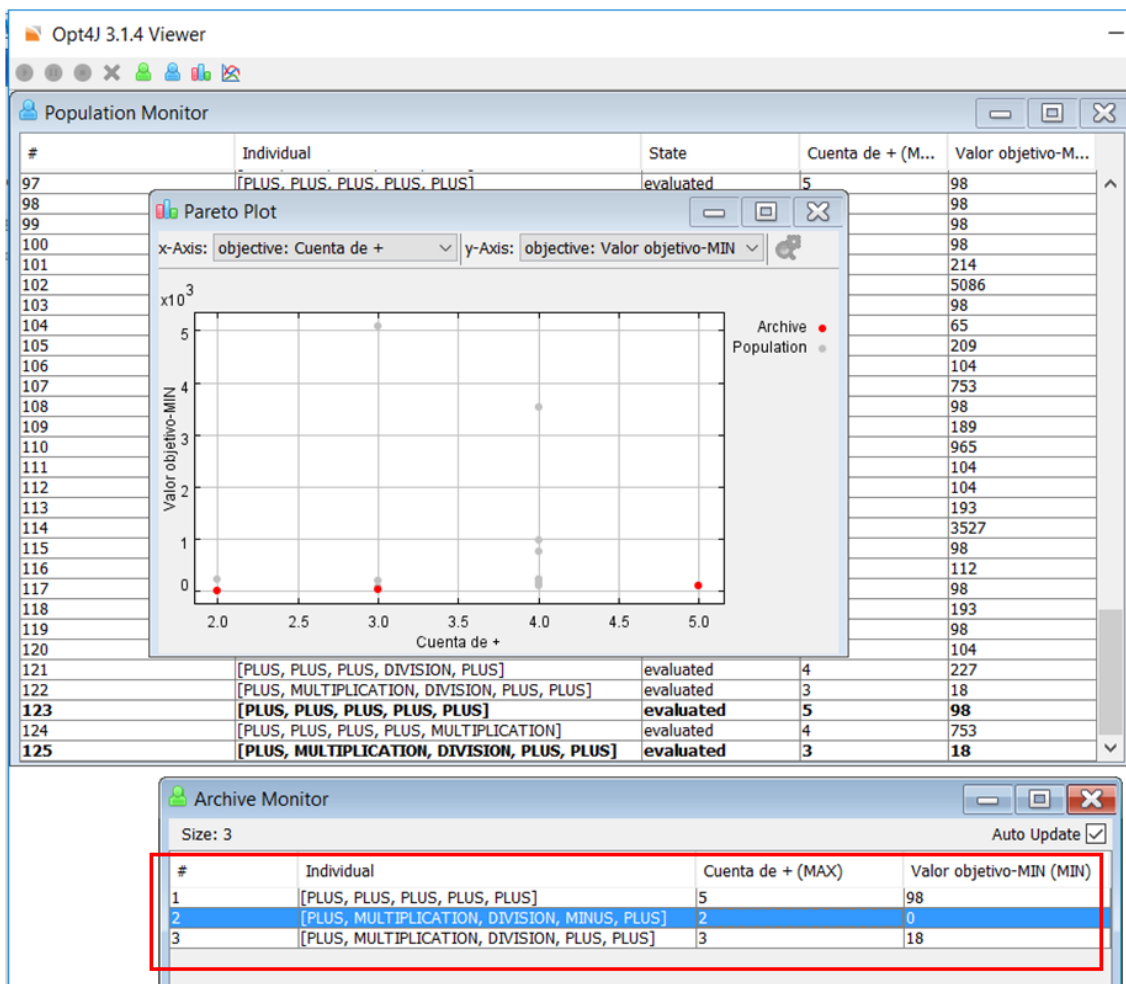 Opt4J 3.1.4 Viewer
Population Monitor
# Individual State Cuenta de + (M... Valor objetivo-M...
97 [PLUS, PLUS, PLUS, PLUS, PLUS] evaluated 5 98
98 98
99 98
100 98
101 214
102 5086
103 98
104 65
105 209
106 104
107 753
108 98
109 189
110 965
111 104
112 104
113 193
114 3527
115 98
116 112
117 98
118 193
119 98
120 104
121 [PLUS, PLUS, PLUS, DIVISION, PLUS] evaluated 4 227
122 [PLUS, MULTIPLICATION, DIVISION, PLUS, PLUS] evaluated 3 18
123 [PLUS, PLUS, PLUS, PLUS, PLUS] evaluated 5 98
124 [PLUS, PLUS, PLUS, PLUS, MULTIPLICATION] evaluated 4 753
125 [PLUS, MULTIPLICATION, DIVISION, PLUS, PLUS] evaluated 3 18
Pareto Plot
x-Axis: objective: Cuenta de + y-Axis: objective: Valor objetivo-MIN
x10 3
5
4
3
2
1
0
Valor objetivo-MIN
2.0 2.5 3.0 3.5 4.0 4.5 5.0
Cuenta de +
Archive
Population
Archive Monitor
Size: 3 Auto Update
# Individual Cuenta de + (MAX) Valor objetivo-MIN (MIN)
1 [PLUS, PLUS, PLUS, PLUS, PLUS] 5 98
2 [PLUS, MULTIPLICATION, DIVISION, MINUS, PLUS] 2 0
3 [PLUS, MULTIPLICATION, DIVISION, PLUS, PLUS] 3 18